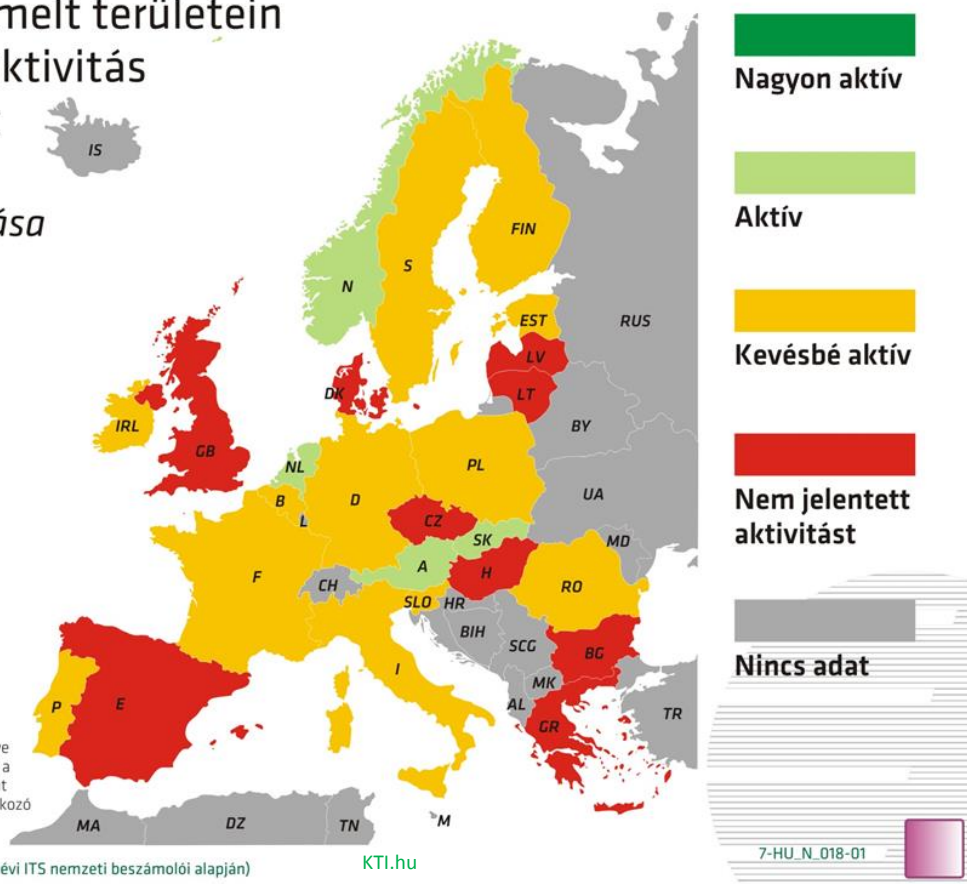 melt területein
ktivitás
ása
IS
N
S
FIN
EST
RUS
LV
LT
DK
IRL
GB
BY
NL
PL
B
D
L
UA
CZ
SK
MD
A
H
F
CH
RO
SLO
HR
BIH
SCG
BG
I
MK
P
E
AL
GR
TR
M
MA
DZ
TN
Nagyon aktív
Aktív
Kevésbé aktív
Nem jelentett
aktivitást
Nincs adat
a
kozó
évi ITS nemzeti beszámolói alapján)
KTI.hu
7-HU_N_018-01